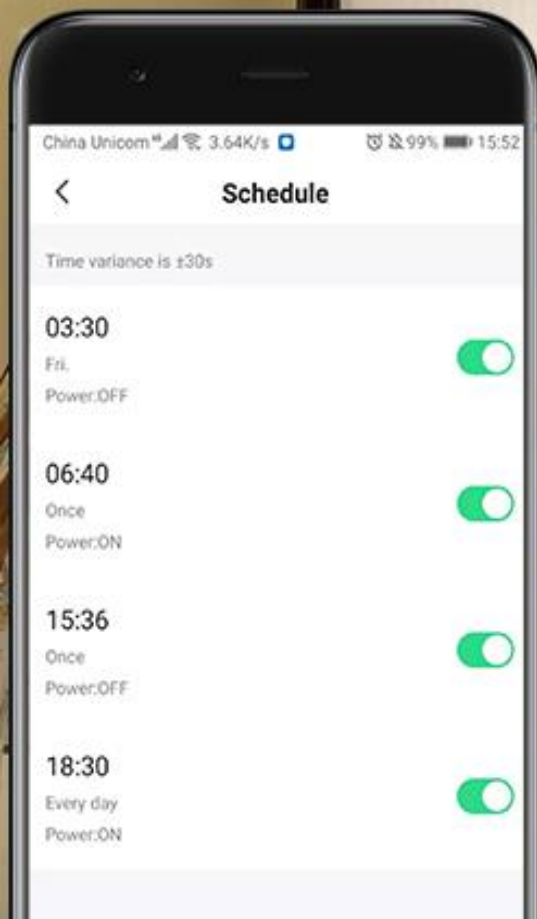 China Unicom 3.64K/s 99% 15:52
Schedule
Time variance is ±30s
03:30
Fri.
Power:OFF
06:40
Once
Power:ON
15:36
Once
Power:OFF
18:30
Every day
Power:ON